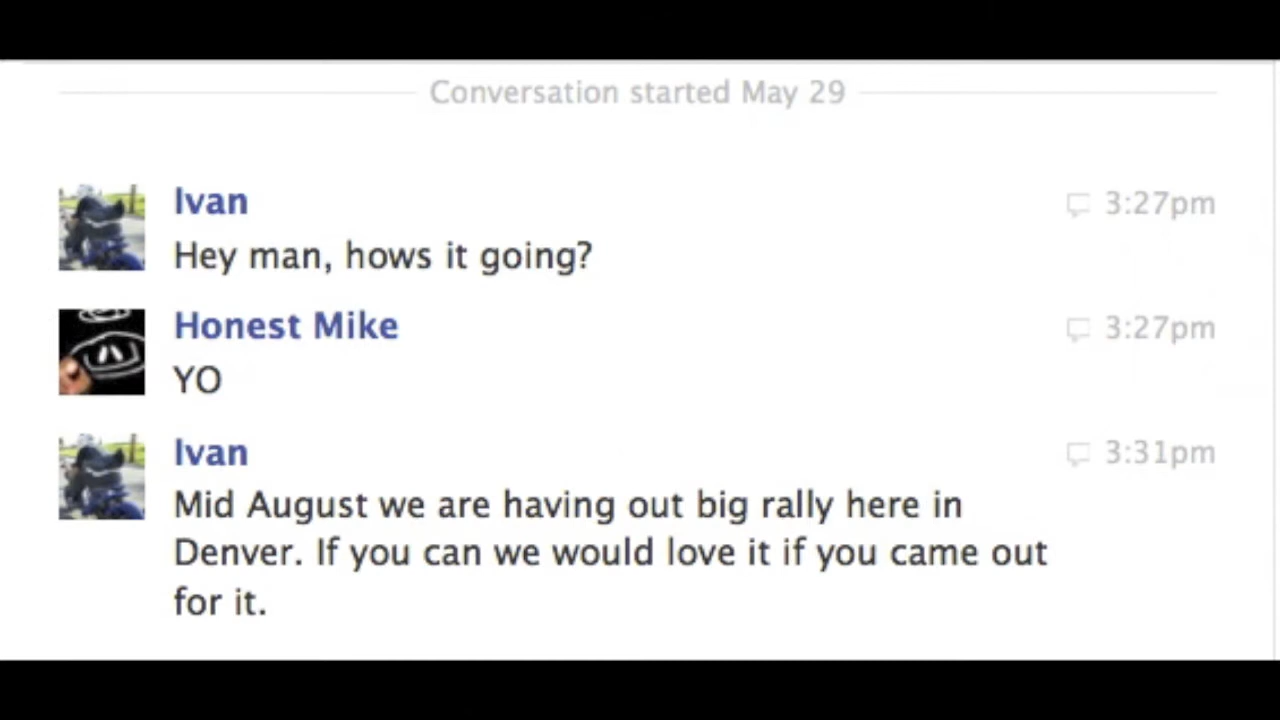 Conversation started May 29
Ivan
3:27pm
Hey man, hows it going?
Honest Mike
3:27pm
YO
Ivan
3:31pm
Mid August we are having out big rally here in
Denver. If you can we would love it if you came out
for it.